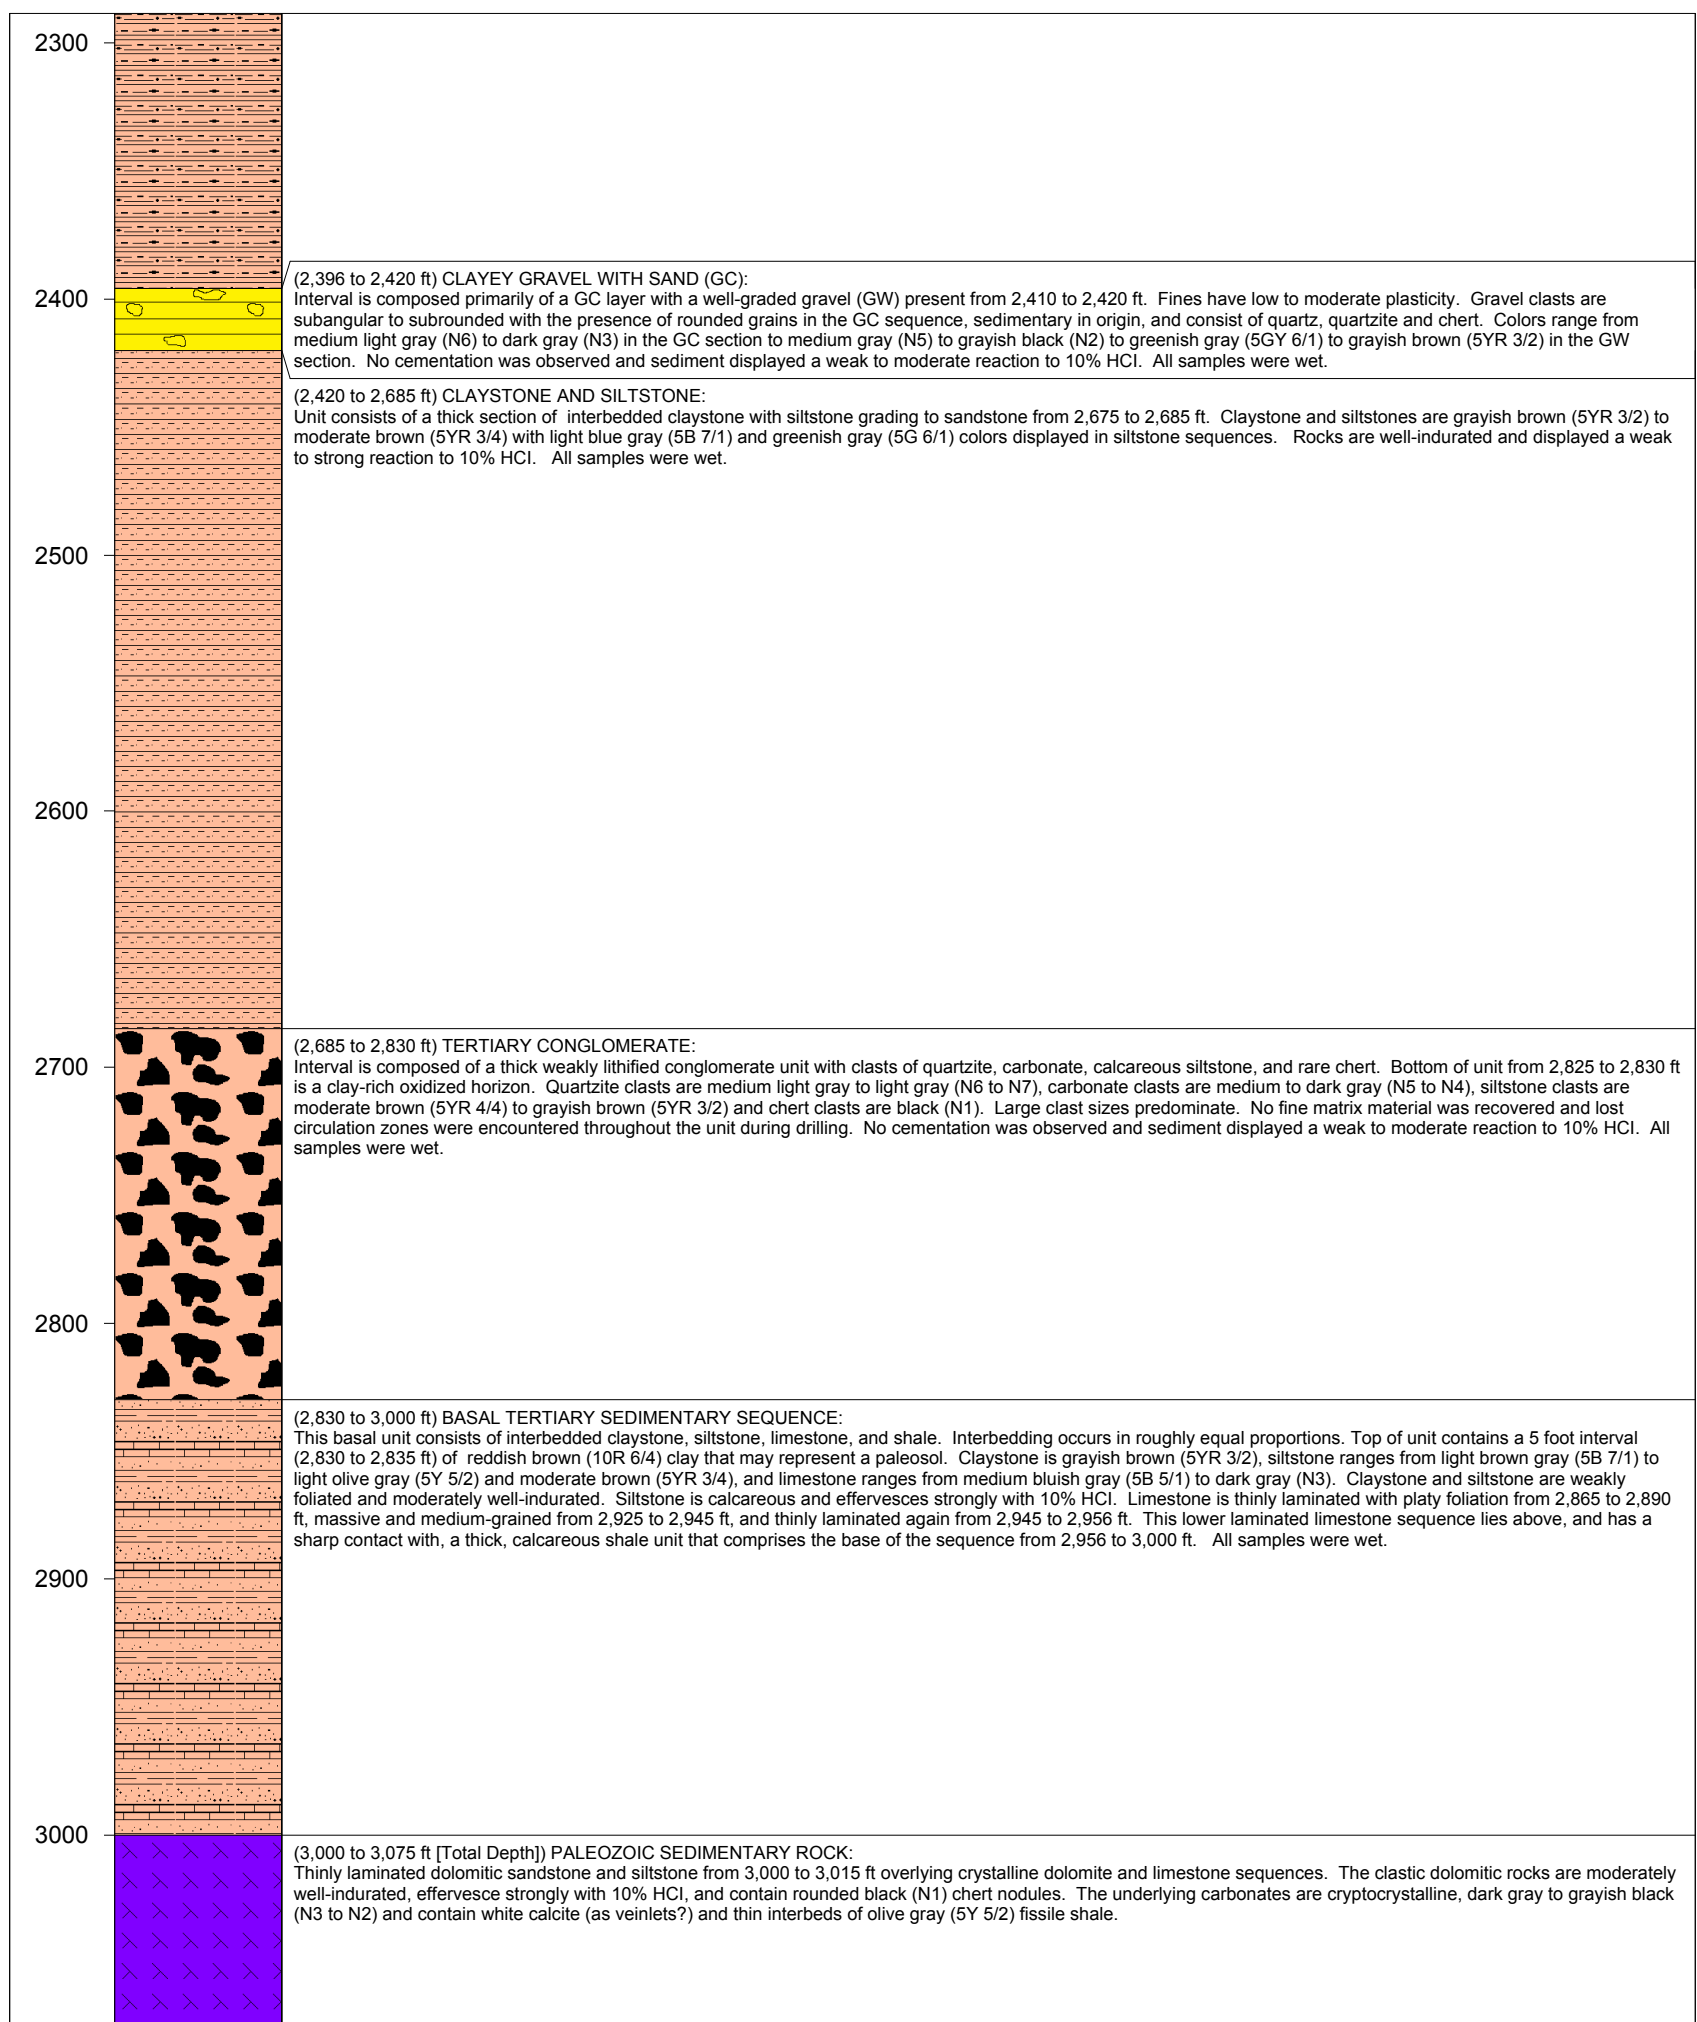 2300
(2,396 to 2,420 ft) CLAYEY GRAVEL WITH SAND (GC):
2400
Interval is composed primarily of a GC layer with a well-graded gravel (GW) present from 2,410 to 2,420 ft. Fines have low to moderate plasticity. Gravel clasts are
subangular to subrounded with the presence of rounded grains in the GC sequence, sedimentary in origin, and consist of quartz, quartzite and chert. Colors range from
medium light gray (N6) to dark gray (N3) in the GC section to medium gray (N5) to grayish black (N2) to greenish gray (5GY 6/1) to grayish brown (5YR 3/2) in the GW
section. No cementation was observed and sediment displayed a weak to moderate reaction to 10% HCl. All samples were wet.
(2,420 to 2,685 ft) CLAYSTONE AND SILTSTONE:
Unit consists of a thick section of interbedded claystone with siltstone grading to sandstone from 2,675 to 2,685 ft. Claystone and siltstones are grayish brown (5YR 3/2) to
moderate brown (5YR 3/4) with light blue gray (5B 7/1) and greenish gray (5G 6/1) colors displayed in siltstone sequences. Rocks are well-indurated and displayed a weak
to strong reaction to 10% HCl. All samples were wet.
2500
2600
(2,685 to 2,830 ft) TERTIARY CONGLOMERATE:
2700
Interval is composed of a thick weakly lithified conglomerate unit with clasts of quartzite, carbonate, calcareous siltstone, and rare chert. Bottom of unit from 2,825 to 2,830 ft
is a clay-rich oxidized horizon. Quartzite clasts are medium light gray to light gray (N6 to N7), carbonate clasts are medium to dark gray (N5 to N4), siltstone clasts are
moderate brown (5YR 4/4) to grayish brown (5YR 3/2) and chert clasts are black (N1). Large clast sizes predominate. No fine matrix material was recovered and lost
circulation zones were encountered throughout the unit during drilling. No cementation was observed and sediment displayed a weak to moderate reaction to 10% HCl. All
samples were wet.
2800
(2,830 to 3,000 ft) BASAL TERTIARY SEDIMENTARY SEQUENCE:
This basal unit consists of interbedded claystone, siltstone, limestone, and shale. Interbedding occurs in roughly equal proportions. Top of unit contains a 5 foot interval
(2,830 to 2,835 ft) of reddish brown (10R 6/4) clay that may represent a paleosol. Claystone is grayish brown (5YR 3/2), siltstone ranges from light brown gray (5B 7/1) to
light olive gray (5Y 5/2) and moderate brown (5YR 3/4), and limestone ranges from medium bluish gray (5B 5/1) to dark gray (N3). Claystone and siltstone are weakly
foliated and moderately well-indurated. Siltstone is calcareous and effervesces strongly with 10% HCl. Limestone is thinly laminated with platy foliation from 2,865 to 2,890
ft, massive and medium-grained from 2,925 to 2,945 ft, and thinly laminated again from 2,945 to 2,956 ft. This lower laminated limestone sequence lies above, and has a
sharp contact with, a thick, calcareous shale unit that comprises the base of the sequence from 2,956 to 3,000 ft. All samples were wet.
2900
3000
(3,000 to 3,075 ft [Total Depth]) PALEOZOIC SEDIMENTARY ROCK:
Thinly laminated dolomitic sandstone and siltstone from 3,000 to 3,015 ft overlying crystalline dolomite and limestone sequences. The clastic dolomitic rocks are moderately
well-indurated, effervesce strongly with 10% HCl, and contain rounded black (N1) chert nodules. The underlying carbonates are cryptocrystalline, dark gray to grayish black
(N3 to N2) and contain white calcite (as veinlets?) and thin interbeds of olive gray (5Y 5/2) fissile shale.